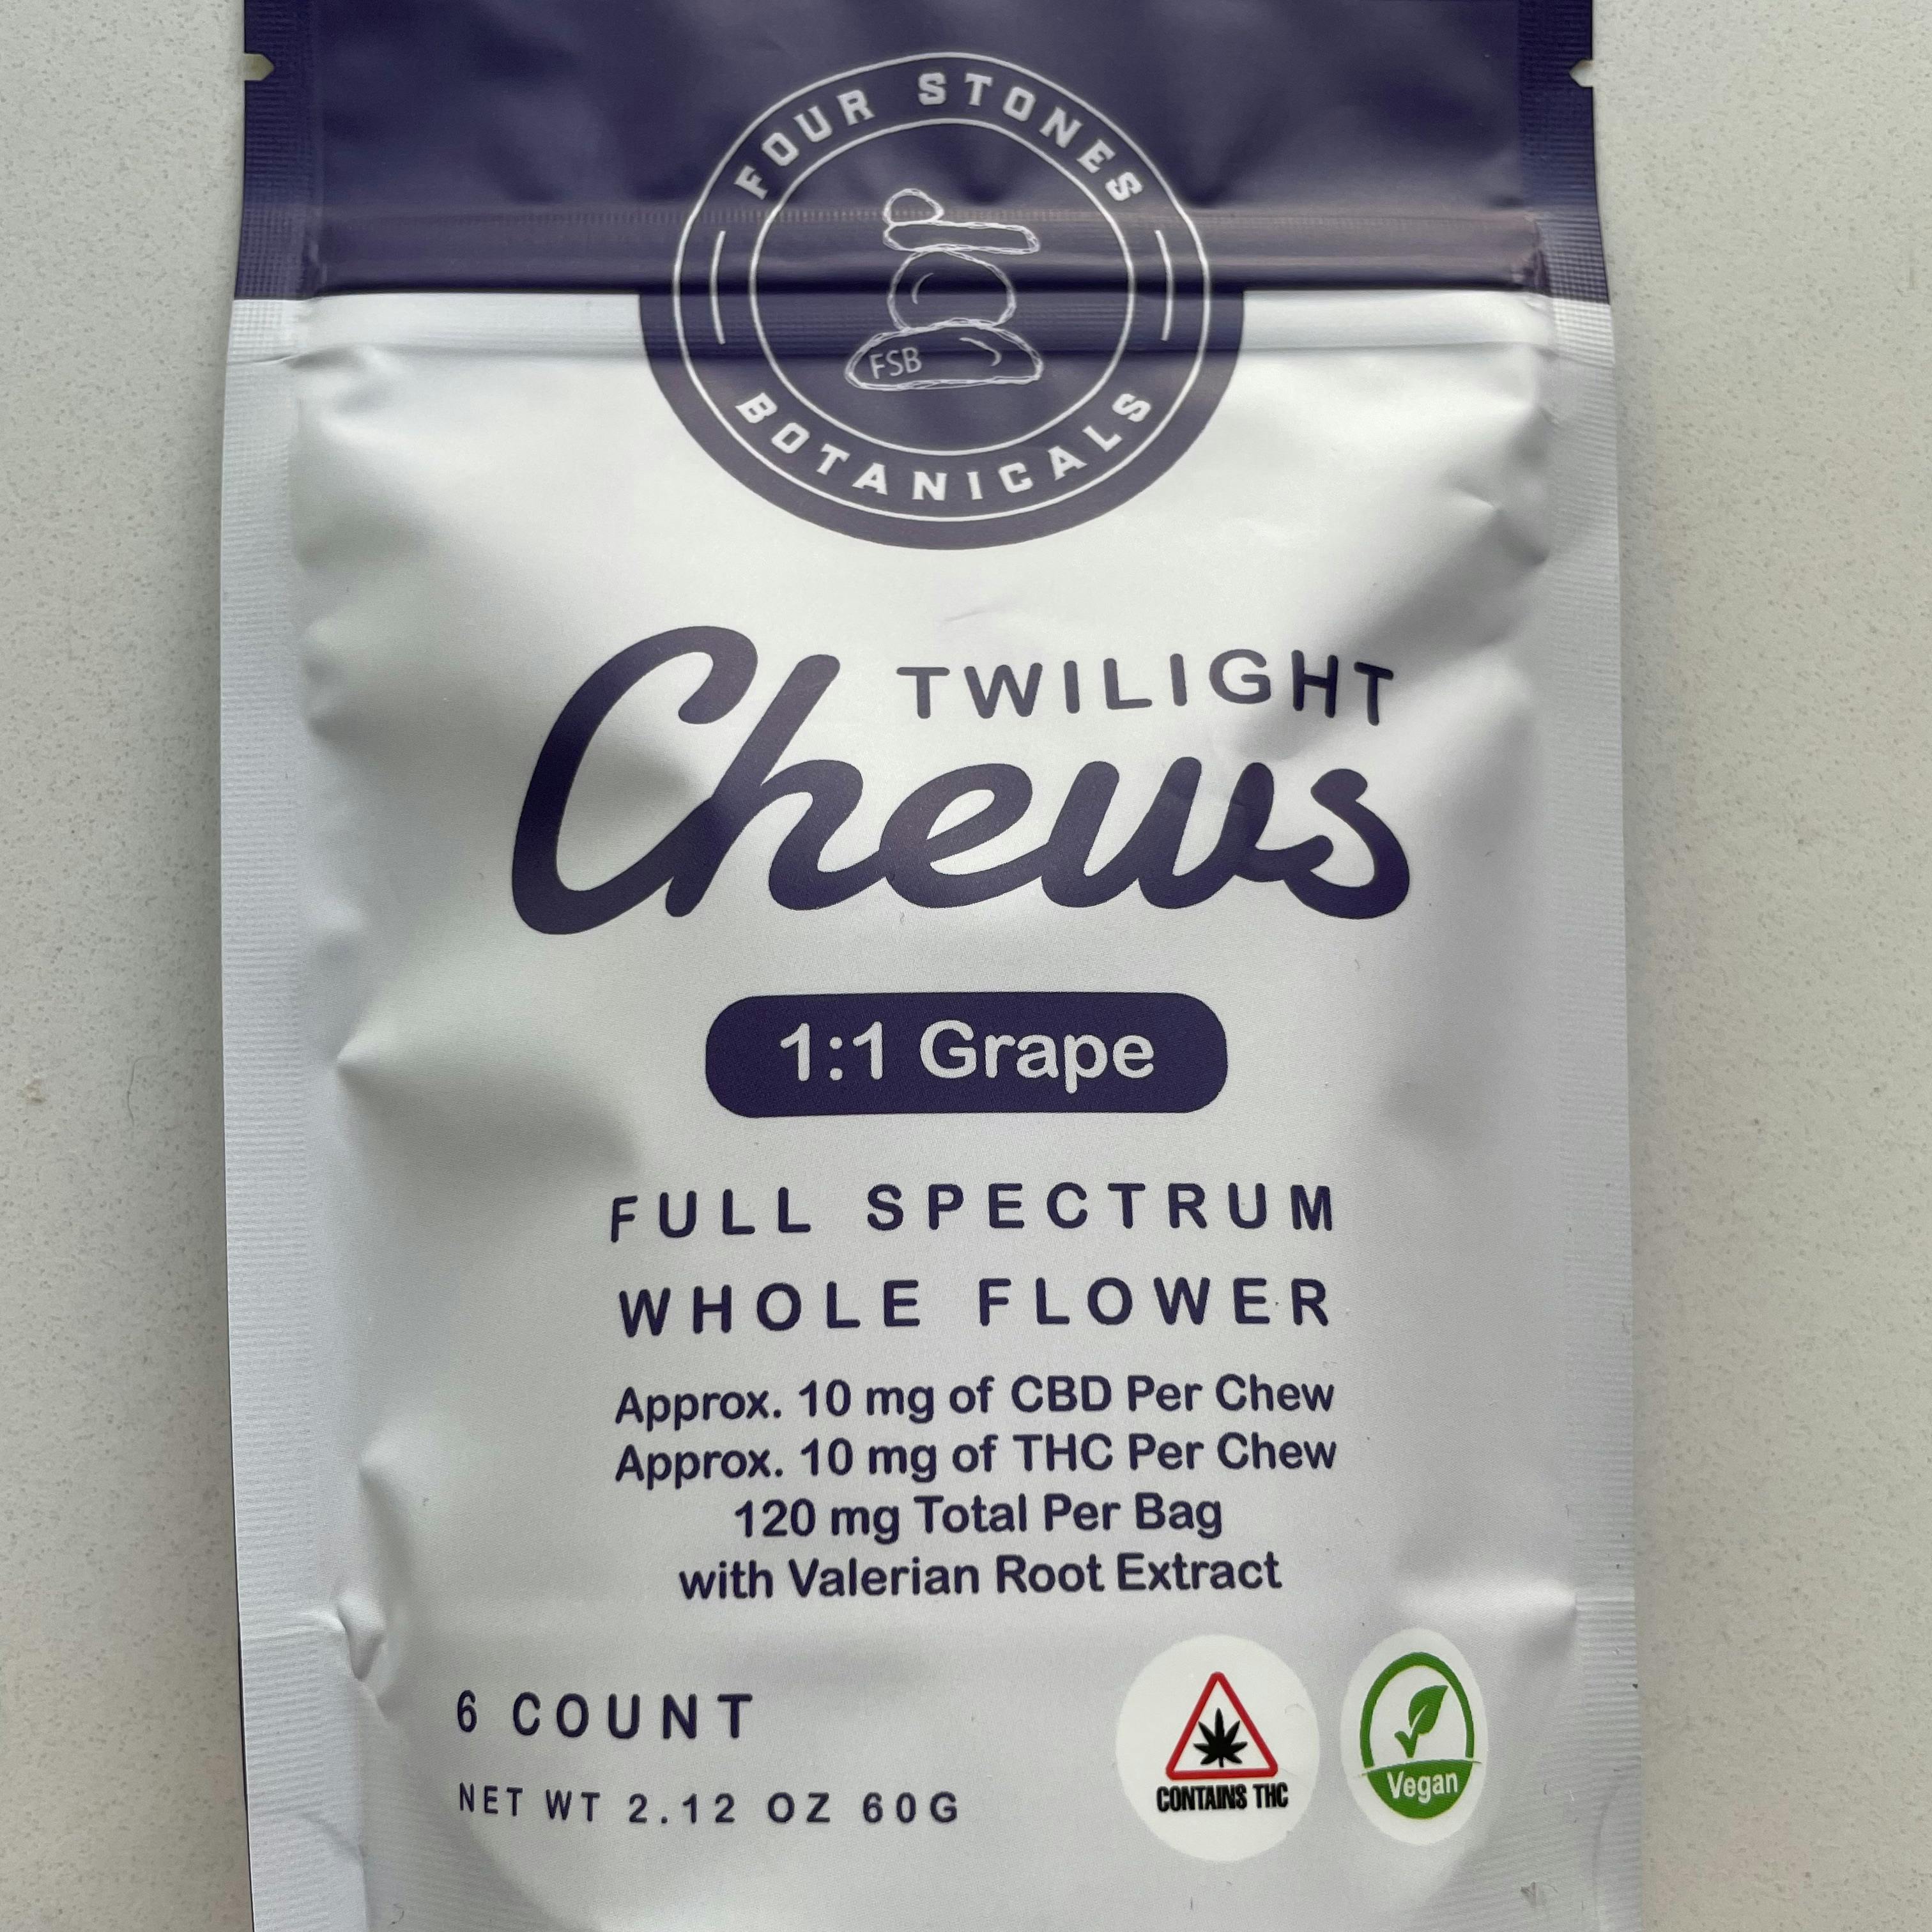 FOUR STONES
FSB
BOTANICALS
TWILIGHT
Chews
1:1 Grape
FULL SPECTRUM
WHOLE FLOWER
Approx. 10 mg of CBD Per Chew
Approx. 10 mg of THC Per Chew
120 mg Total Per Bag
with Valerian Root Extract
6 COUNT
NET WT 2.12 OZ 60G
CONTAINS THC
Vegan